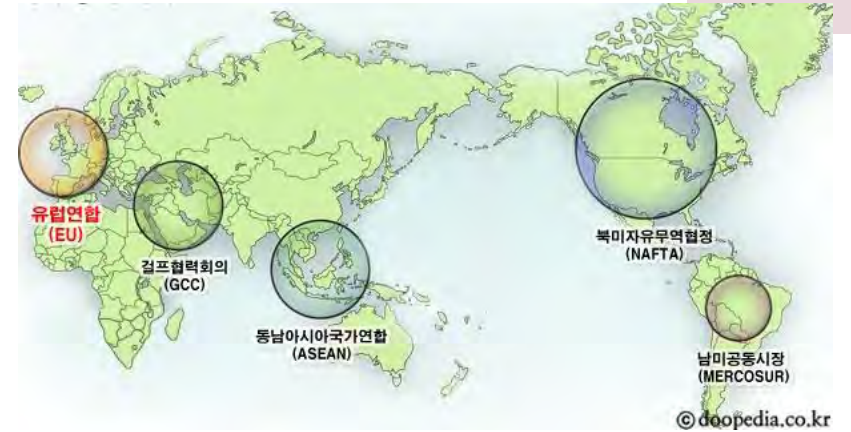 유럽연합
(EU)
걸프협력회의
(GCC)
동남아시아국가연합
(ASEAN)
북미자유무역협정
(NAFTA)
남미공동시장
(MERCOSUR)
© doopedia.co.kr